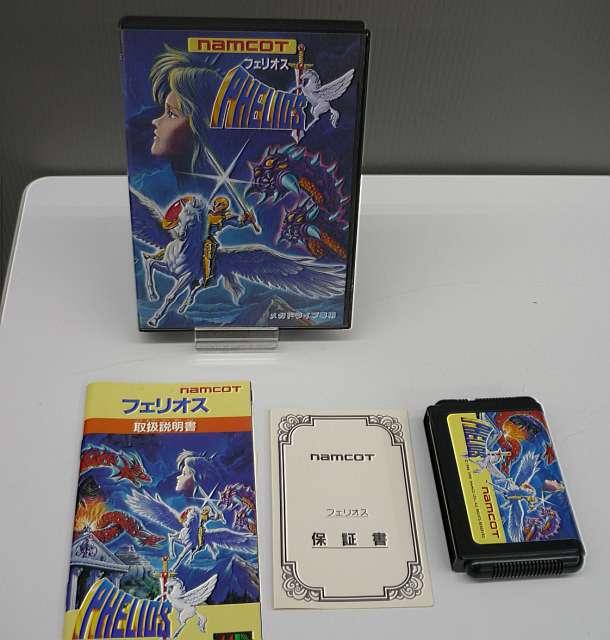 namcoT
フェリオス
PHELIOS
メガドライブ専用
namcoT
フェリオス
取扱説明書
PHELIOS
namcoT
フェリオス
保証書
PHELIOS
namcoT